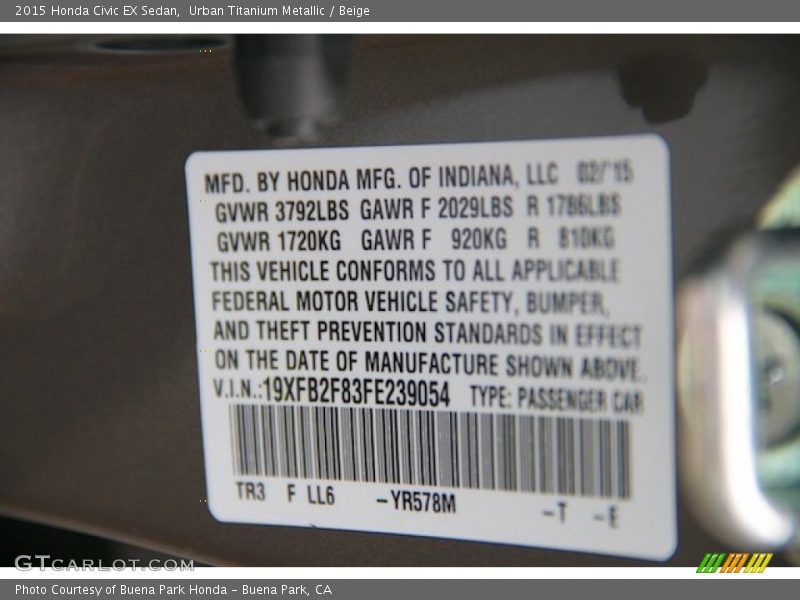 2015 Honda Civic EX Sedan,  Urban Titanium Metallic / Beige
MFD. BY HONDA MFG. OF INDIANA, LLC 02/'15
GVWR 3792LBS GAWR F 2029LBS R 1786LBS
GVWR 1720KG GAWR F 920KG R 810KG
THIS VEHICLE CONFORMS TO ALL APPLICABLE
FEDERAL MOTOR VEHICLE SAFETY, BUMPER,
AND THEFT PREVENTION STANDARDS IN EFFECT
ON THE DATE OF MANUFACTURE SHOWN ABOVE.
V.I.N.:19XFB2F83FE239054 TYPE: PASSENGER CAR
TR3 F LL6 -YR578M -T -E
GTcarlot.com
Photo Courtesy of Buena Park Honda - Buena Park, CA